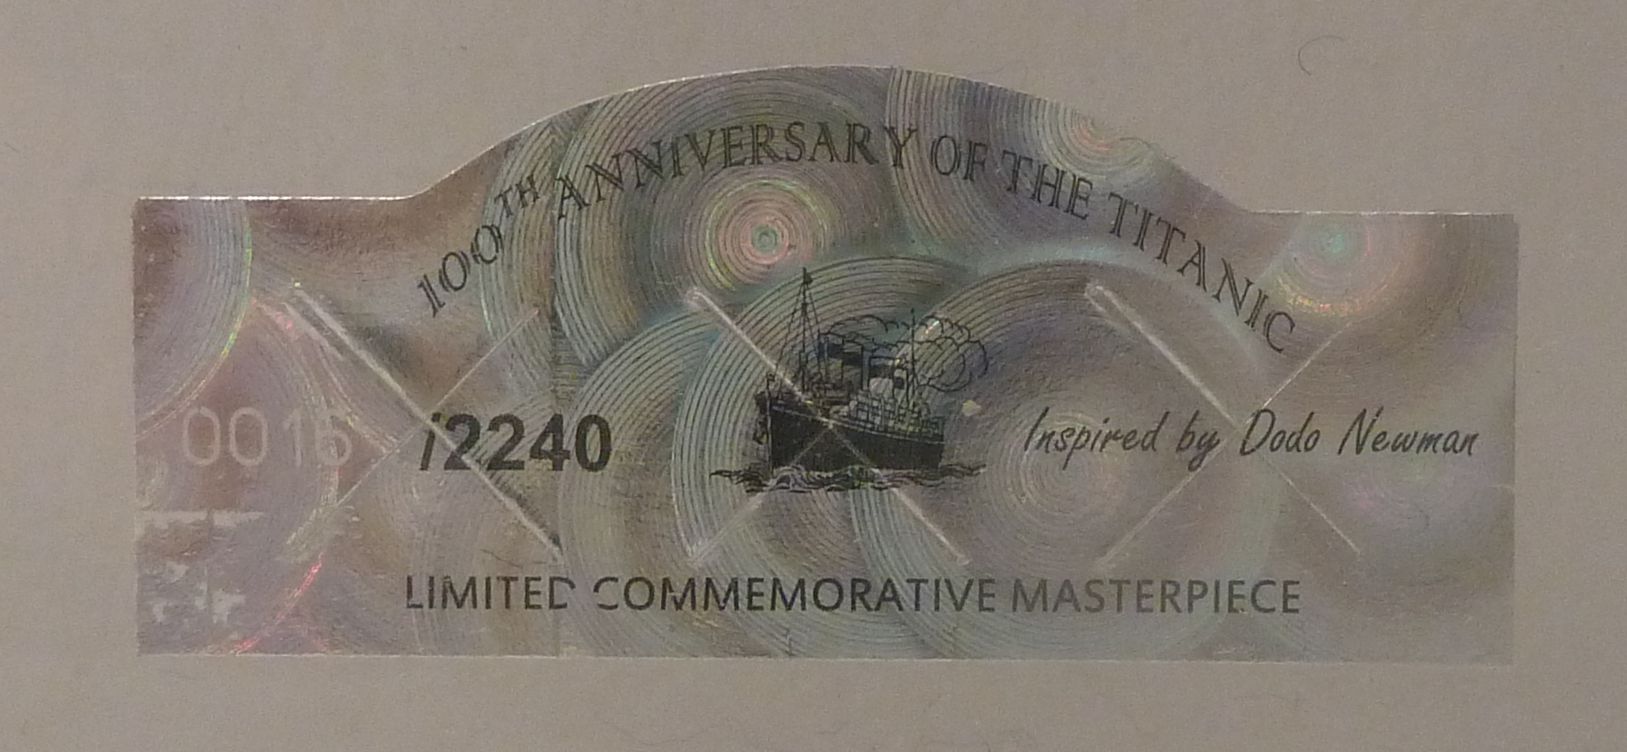 100TH ANNIVERSARY OF THE TITANIC
0016 /2240
Inspired by Dodo Newman
LIMITED COMMEMORATIVE MASTERPIECE